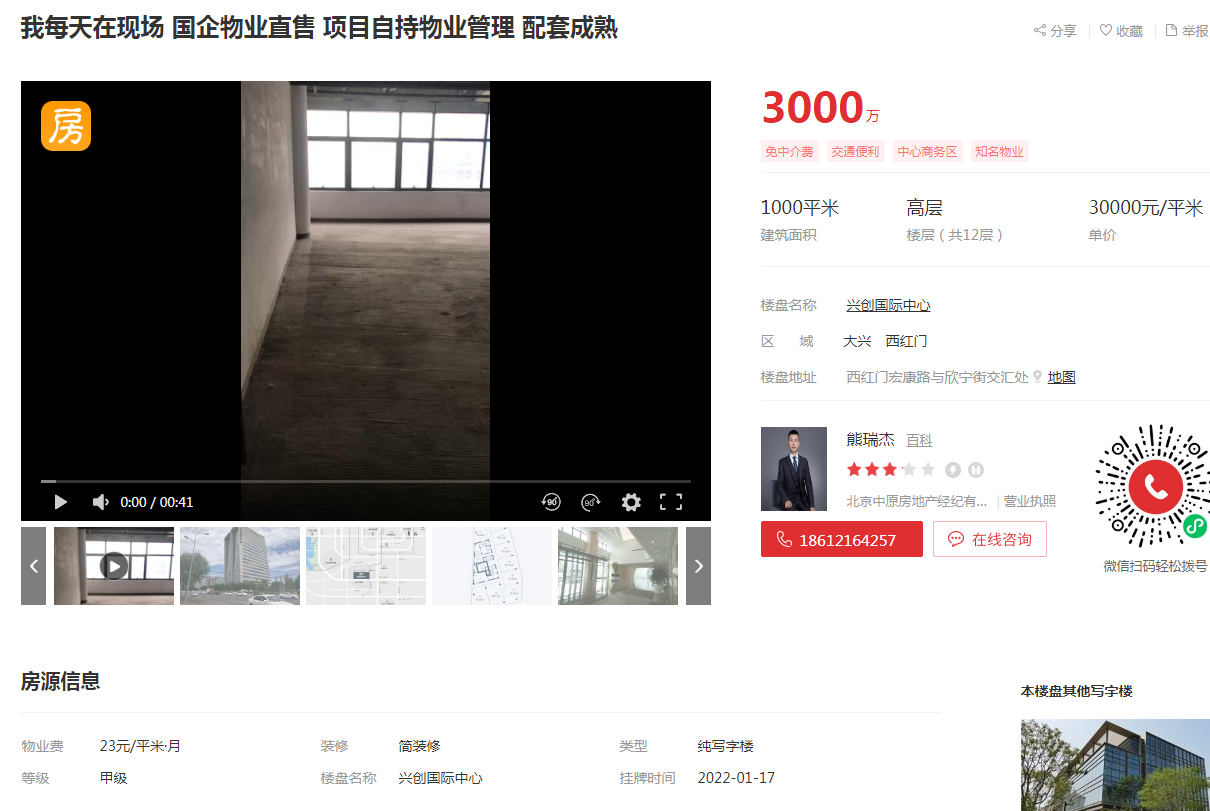 我每天在现场 国企物业直售 项目自持物业管理 配套成熟
分享 收藏 举报
房
3000万
免中介费 交通便利 中心商务区 知名物业
1000平米 高层 30000元/平米
建筑面积 楼层（共12层） 单价
楼盘名称 兴创国际中心
区 域 大兴 西红门
楼盘地址 西红门宏康路与欣宁街交汇处 地图
熊瑞杰 百科
北京中原房地产经纪有... 营业执照
0:00 / 00:41 90 90
18612164257 在线咨询
微信扫码轻松拨号
房源信息
本楼盘其他写字楼
物业费 23元/平米·月 装修 简装修 类型 纯写字楼
等级 甲级 楼盘名称 兴创国际中心 挂牌时间 2022-01-17